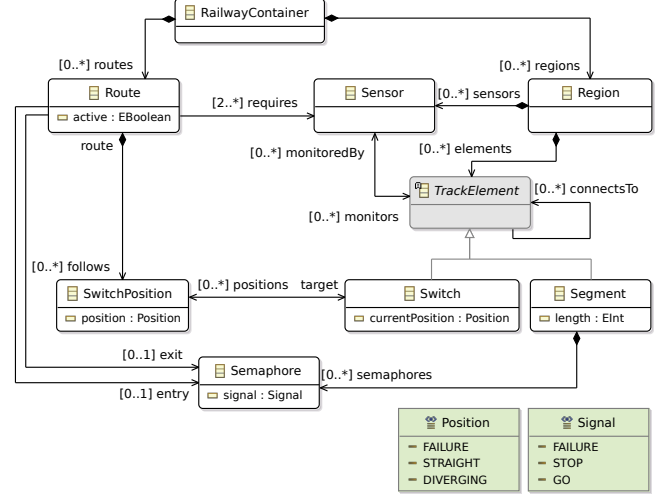 RailwayContainer
[0..*] routes
[0..*] regions
Route
active : EBoolean
[2..*] requires
Sensor
[0..*] sensors
Region
route
[0..*] monitoredBy
[0..*] elements
TrackElement
[0..*] connectsTo
[0..*] monitors
[0..*] follows
SwitchPosition
position : Position
[0..*] positions
target
Switch
currentPosition : Position
Segment
length : EInt
[0..1] exit
[0..1] entry
Semaphore
signal : Signal
[0..*] semaphores
Position
FAILURE
STRAIGHT
DIVERGING
Signal
FAILURE
STOP
GO